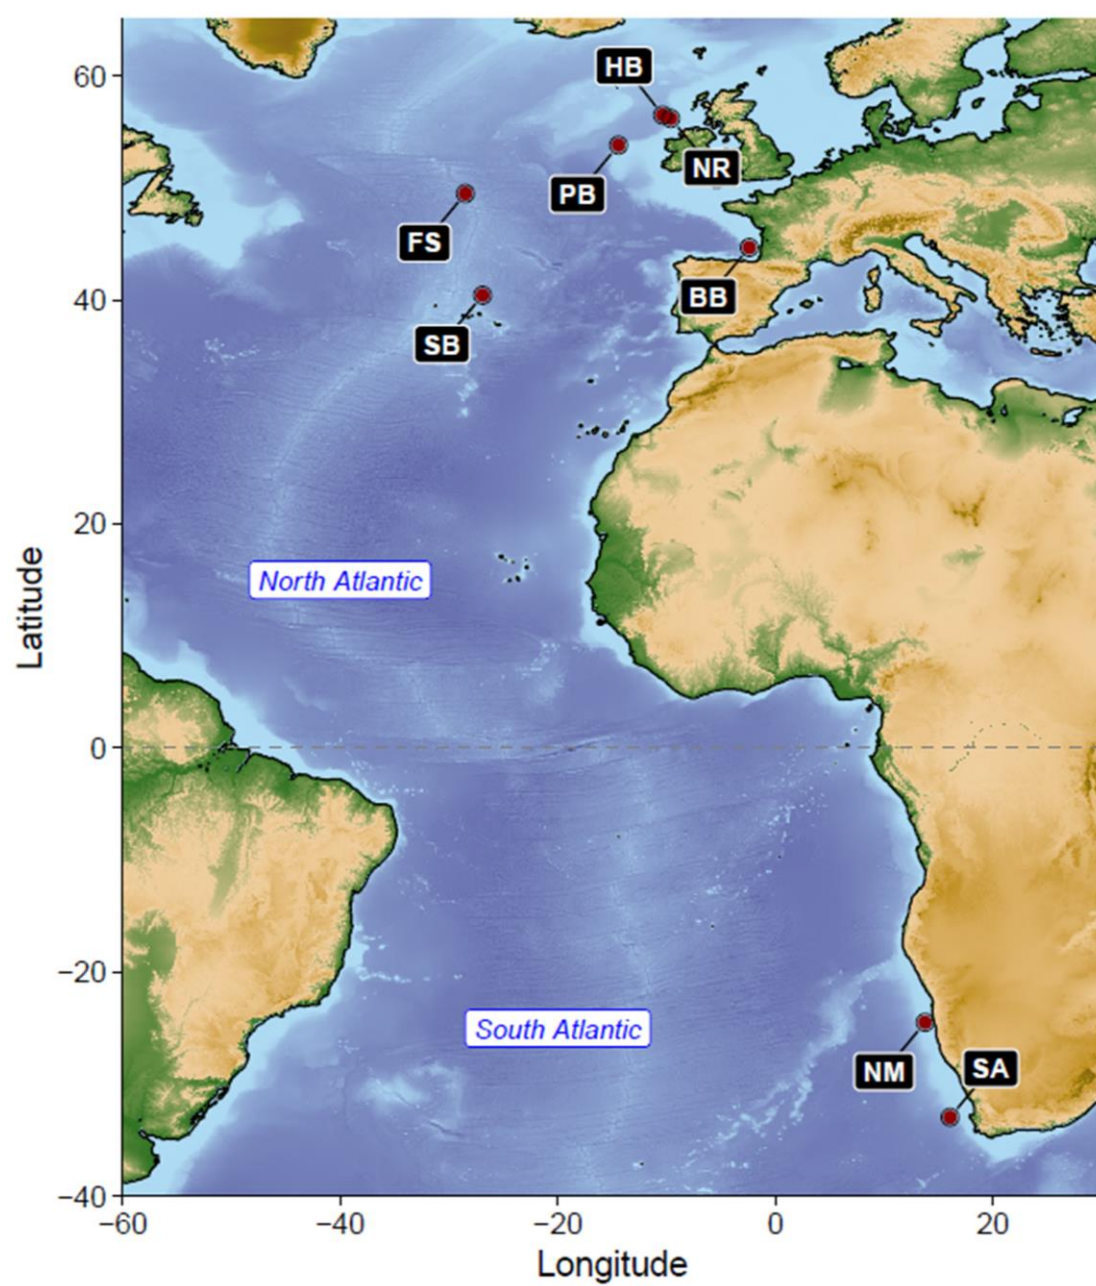 60
HB
NR
PB
FS
BB
40
SB
20
Latitude
North Atlantic
0
−20
South Atlantic
NM
SA
−40
−60
−40
−20
0
20
Longitude